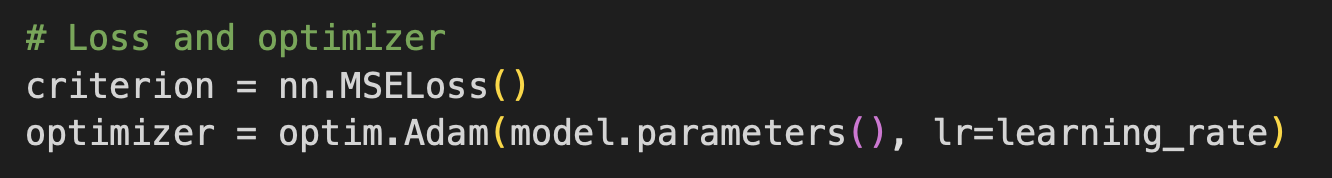 # Loss and optimizer
criterion = nn.MSELoss()
optimizer = optim.Adam(model.parameters(), lr=learning_rate)